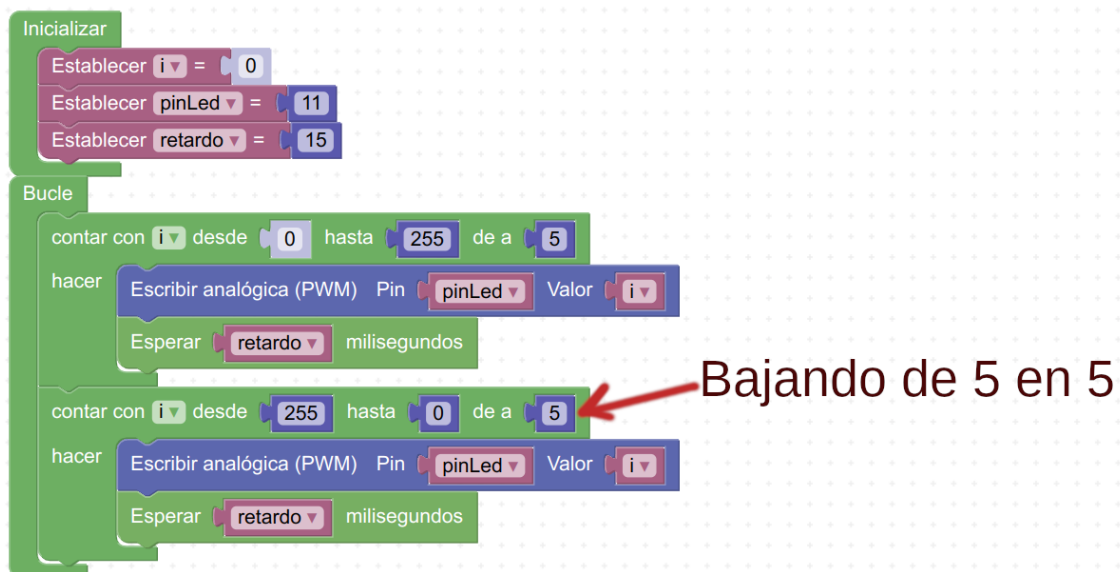 Inicializar
Establecer i = 0
Establecer pinLed = 11
Establecer retardo = 15
Bucle
contar con i desde 0 hasta 255 de a 5
hacer Escribir analógica (PWM) Pin pinLed Valor i
Esperar retardo milisegundos
Bajando de 5 en 5
contar con i desde 255 hasta 0 de a 5
hacer Escribir analógica (PWM) Pin pinLed Valor i
Esperar retardo milisegundos